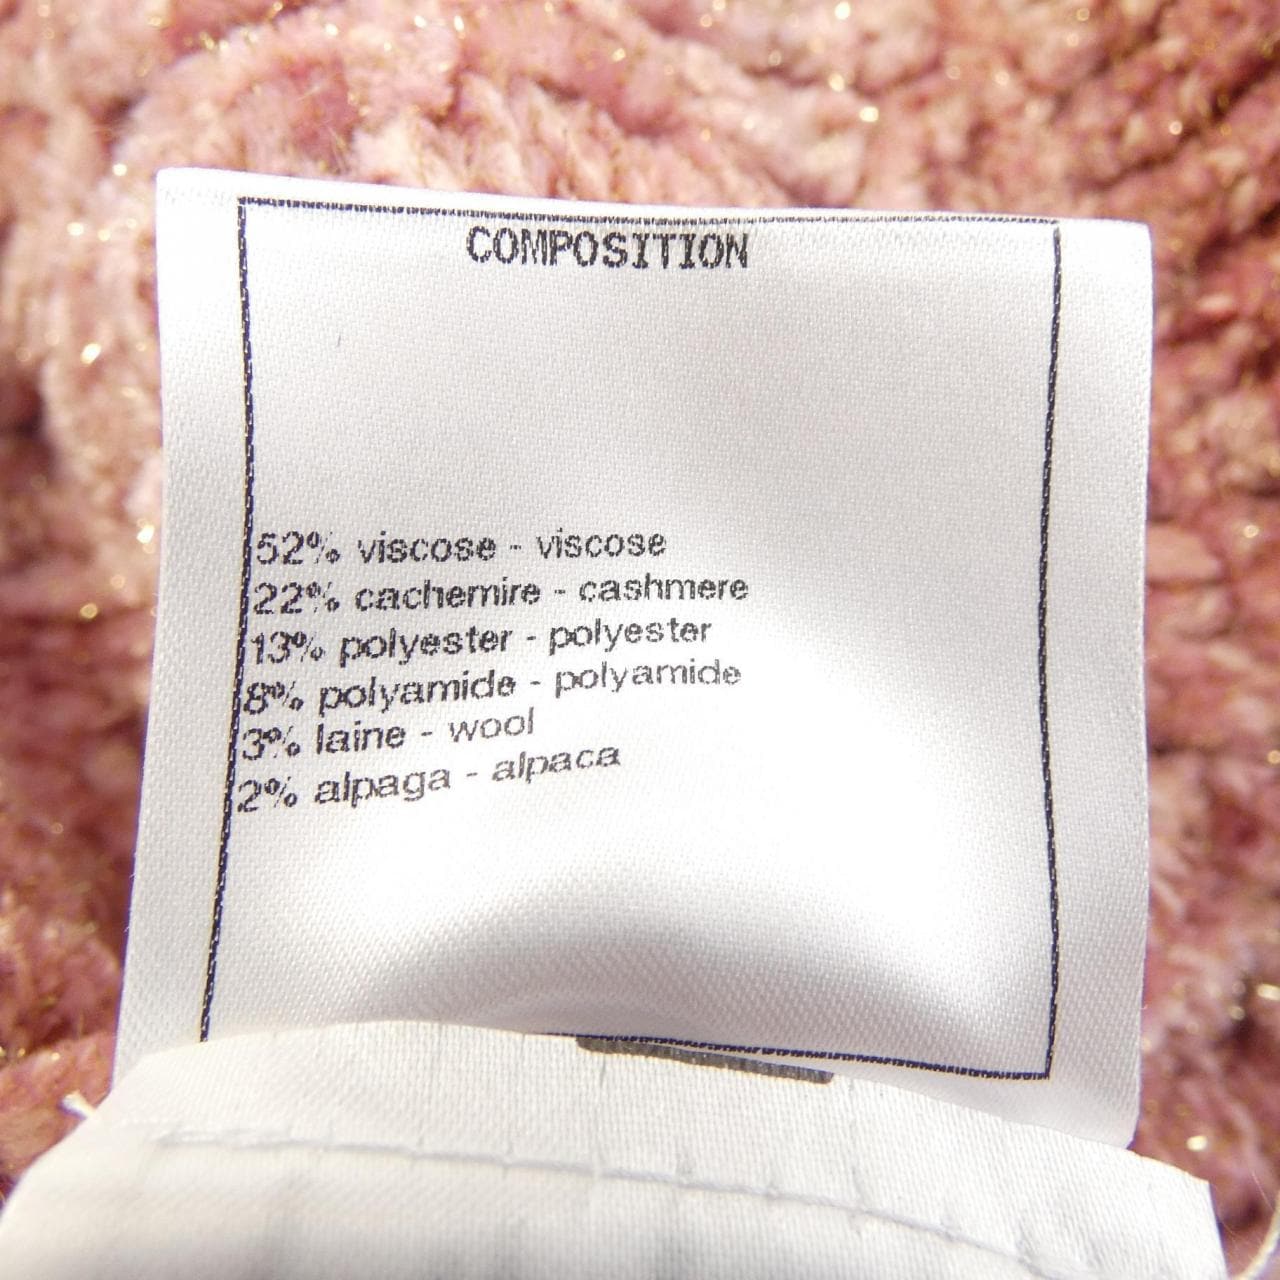 COMPOSITION
52% viscose - viscose
22% cachemire - cashmere
13% polyester - polyester
8% polyamide - polyamide
3% laine - wool
2% alpaga - alpaca